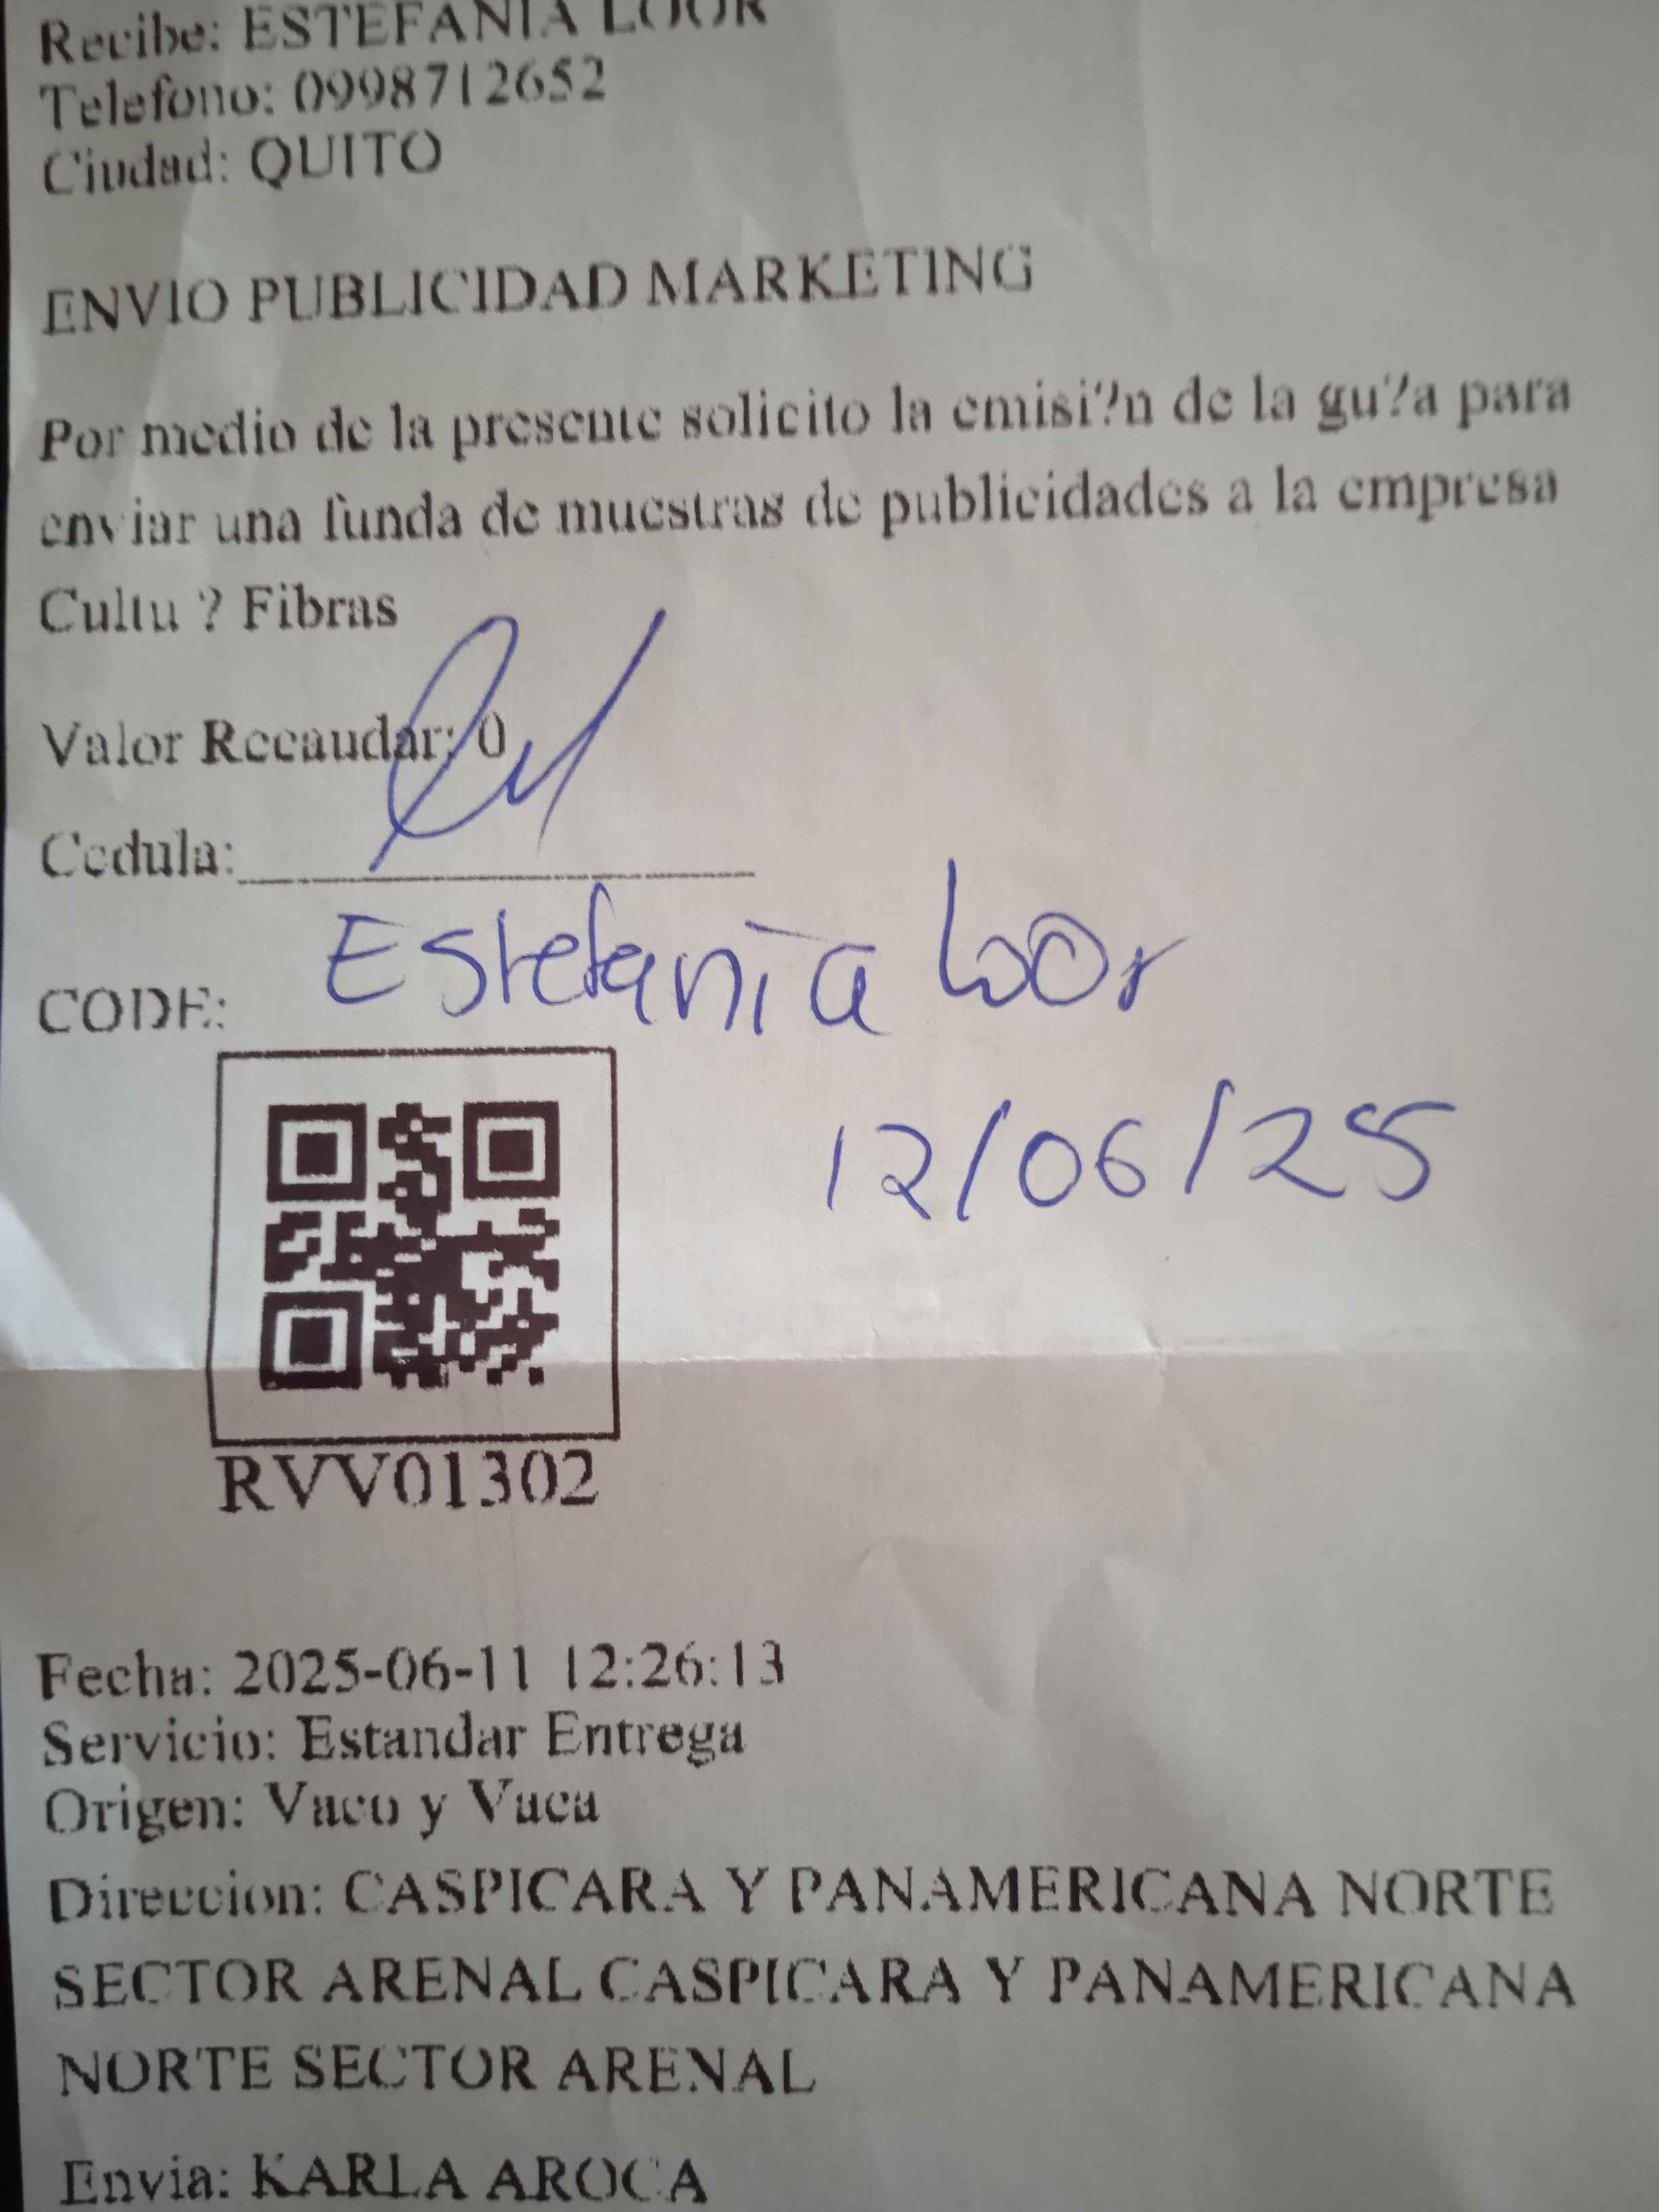 Recibe: ESTEFANIA LOOR
Telefono: 0998712652
Ciudad: QUITO
ENVIO PUBLICIDAD MARKETING
Por medio de la presente solicito la emisi?n de la gu?a para
enviar una funda de muestras de publicidades a la empresa
Cultu ? Fibras
Valor Recaudar: 0
Cedula:
Estefanía Loor
CODE:
12/06/25
RVV01302
Fecha: 2025-06-11 12:26:13
Servicio: Estandar Entrega
Origen: Vaco y Vaca
Direccion: CASPICARA Y PANAMERICANA NORTE
SECTOR ARENAL CASPICARA Y PANAMERICANA
NORTE SECTOR ARENAL
Envia: KARLA AROCA